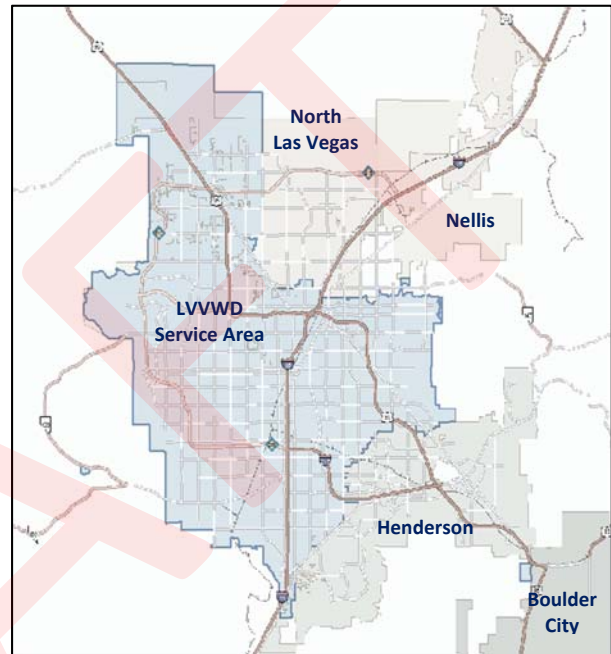 North
Las Vegas
Nellis
LVVWD
Service Area
Henderson
Boulder
City